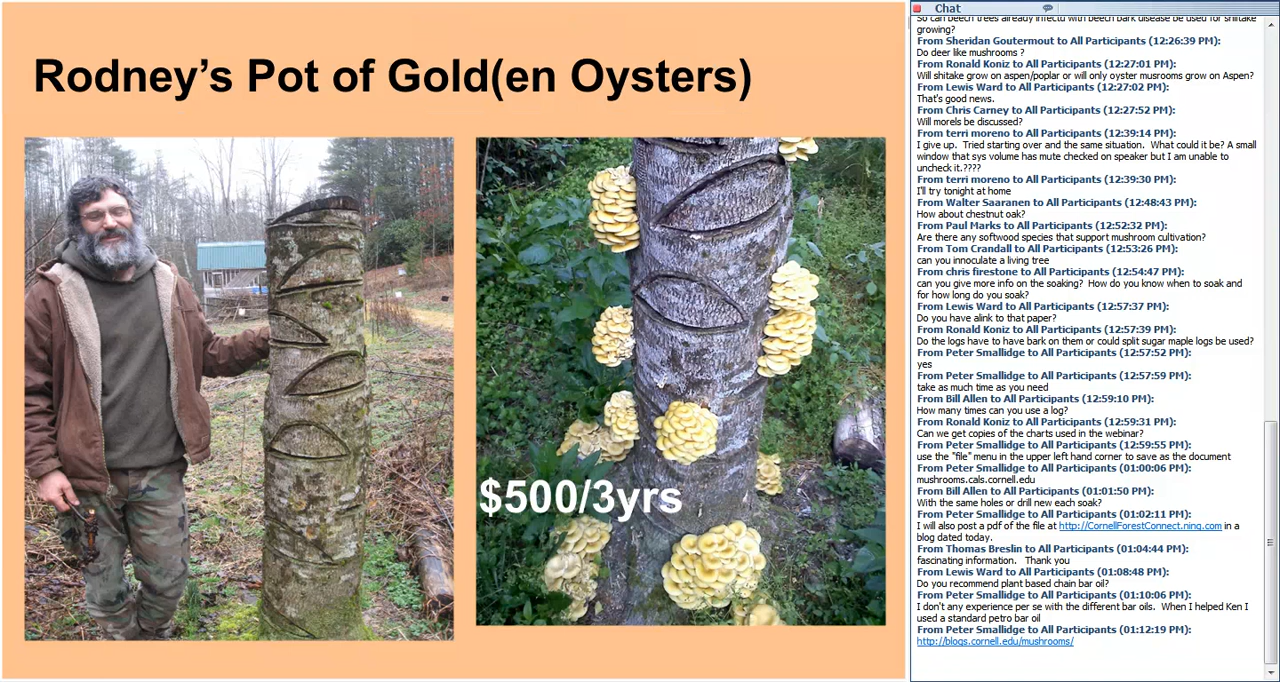 Rodney's Pot of Gold(en Oysters)
$500/3yrs
Chat
So can beech trees already infectd with beech bark disease be used for shiitake
growing?
From Sheridan Goutermout to All Participants (12:26:39 PM):
Do deer like mushrooms ?
From Ronald Koniz to All Participants (12:27:01 PM):
Will shitake grow on aspen/poplar or will only oyster musrooms grow on Aspen?
From Lewis Ward to All Participants (12:27:02 PM):
That's good news.
From Chris Carney to All Participants (12:27:52 PM):
Will morels be discussed?
From terri moreno to All Participants (12:39:14 PM):
I give up.  Tried starting over and the same situation.  What could it be? A small
window that sys volume has mute checked on speaker but I am unable to
uncheck it.????
From terri moreno to All Participants (12:39:30 PM):
I'll try tonight at home
From Walter Saaranen to All Participants (12:48:43 PM):
How about chestnut oak?
From Paul Marks to All Participants (12:52:32 PM):
Are there any softwood species that support mushroom cultivation?
From Tom Crandall to All Participants (12:53:26 PM):
can you innoculate a living tree
From chris firestone to All Participants (12:54:47 PM):
can you give more info on the soaking?  How do you know when to soak and
for how long do you soak?
From Lewis Ward to All Participants (12:57:37 PM):
Do you have alink to that paper?
From Ronald Koniz to All Participants (12:57:39 PM):
Do the logs have to have bark on them or could split sugar maple logs be used?
From Peter Smallidge to All Participants (12:57:52 PM):
yes
From Peter Smallidge to All Participants (12:57:59 PM):
take as much time as you need
From Bill Allen to All Participants (12:59:10 PM):
How many times can you use a log?
From Ronald Koniz to All Participants (12:59:31 PM):
Can we get copies of the charts used in the webinar?
From Peter Smallidge to All Participants (12:59:55 PM):
use the "file" menu in the upper left hand corner to save as the document
From Peter Smallidge to All Participants (01:00:06 PM):
mushrooms.cals.cornell.edu
From Bill Allen to All Participants (01:01:50 PM):
With the same holes or drill new each soak?
From Peter Smallidge to All Participants (01:02:11 PM):
I will also post a pdf of the file at http://CornellForestConnect.ning.com in a
blog dated today.
From Thomas Breslin to All Participants (01:04:44 PM):
fascinating information.   Thank you
From Lewis Ward to All Participants (01:08:48 PM):
Do you recommend plant based chain bar oil?
From Peter Smallidge to All Participants (01:10:06 PM):
I don't any experience per se with the different bar oils.  When I helped Ken I
used a standard petro bar oil
From Peter Smallidge to All Participants (01:12:19 PM):
http://blogs.cornell.edu/mushrooms/